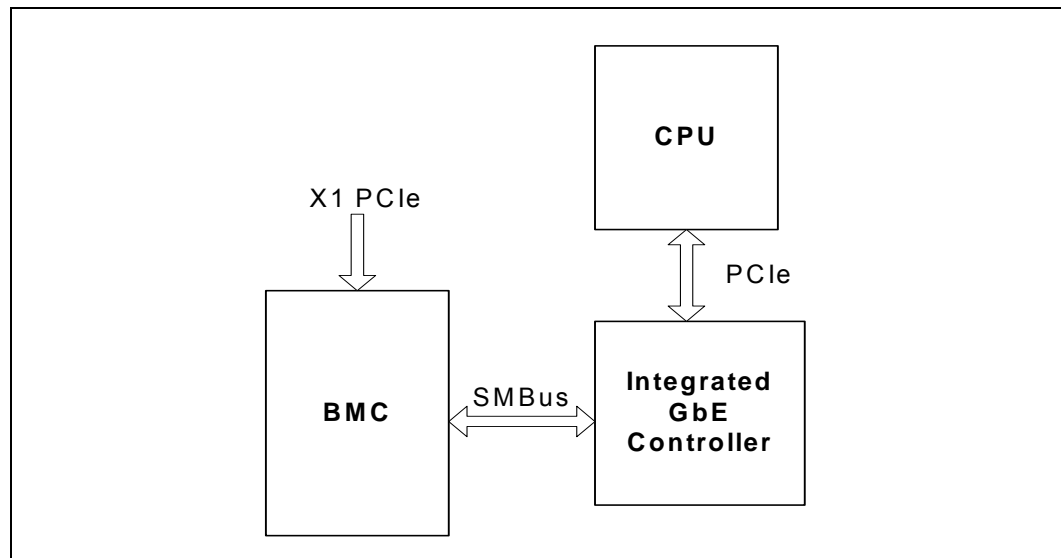 CPU
X1 PCIe
PCIe
BMC
SMBus
Integrated
GbE
Controller